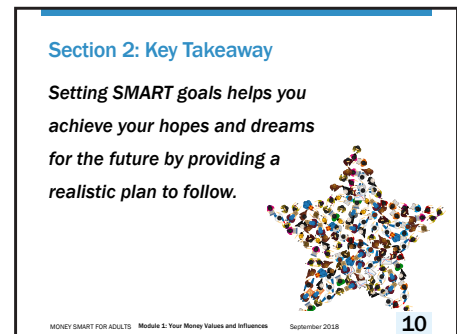 Section 2: Key Takeaway
Setting SMART goals helps you
achieve your hopes and dreams
for the future by providing a
realistic plan to follow.
MONEY SMART FOR ADULTS Module 1: Your Money Values and Influences September 2018 10